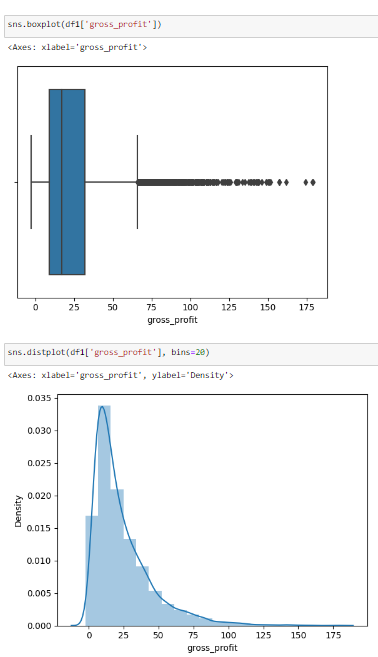 sns.boxplot(df1['gross_profit'])
<Axes: xlabel='gross_profit'>
0 25 50 75 100 125 150 175
gross_profit
sns.distplot(df1['gross_profit'], bins=20)
<Axes: xlabel='gross_profit', ylabel='Density'>
0.035
0.030
0.025
0.020
0.015
0.010
0.005
0.000
Density
0 25 50 75 100 125 150 175
gross_profit